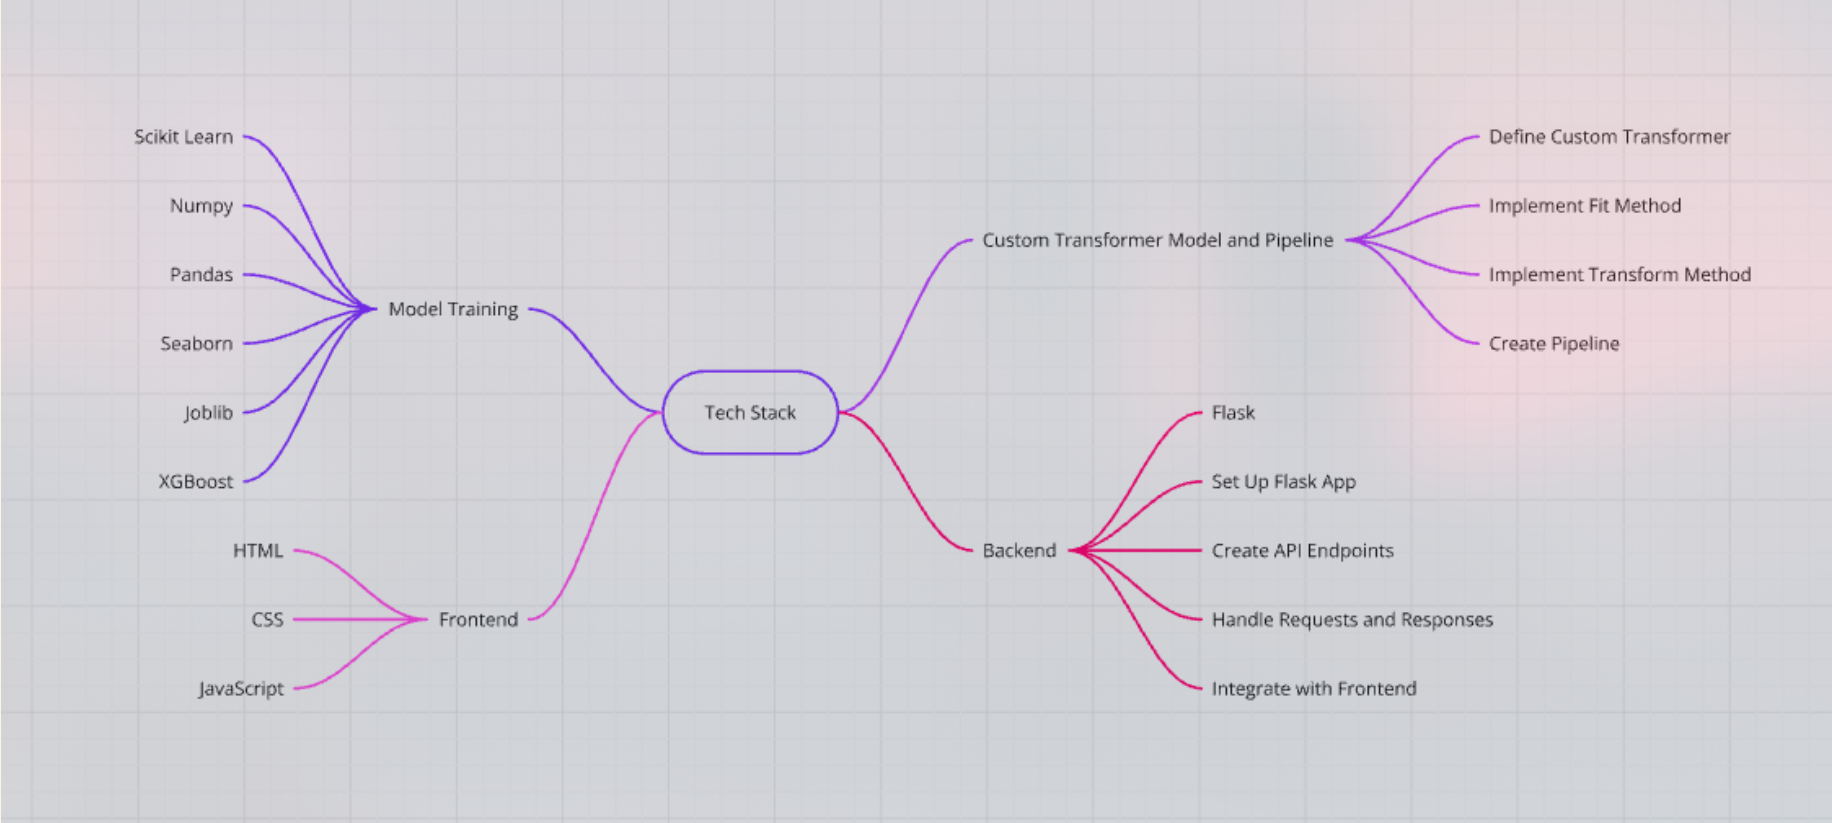 Tech Stack
Model Training
Scikit Learn
Numpy
Pandas
Seaborn
Joblib
XGBoost
Frontend
HTML
CSS
JavaScript
Custom Transformer Model and Pipeline
Define Custom Transformer
Implement Fit Method
Implement Transform Method
Create Pipeline
Backend
Flask
Set Up Flask App
Create API Endpoints
Handle Requests and Responses
Integrate with Frontend